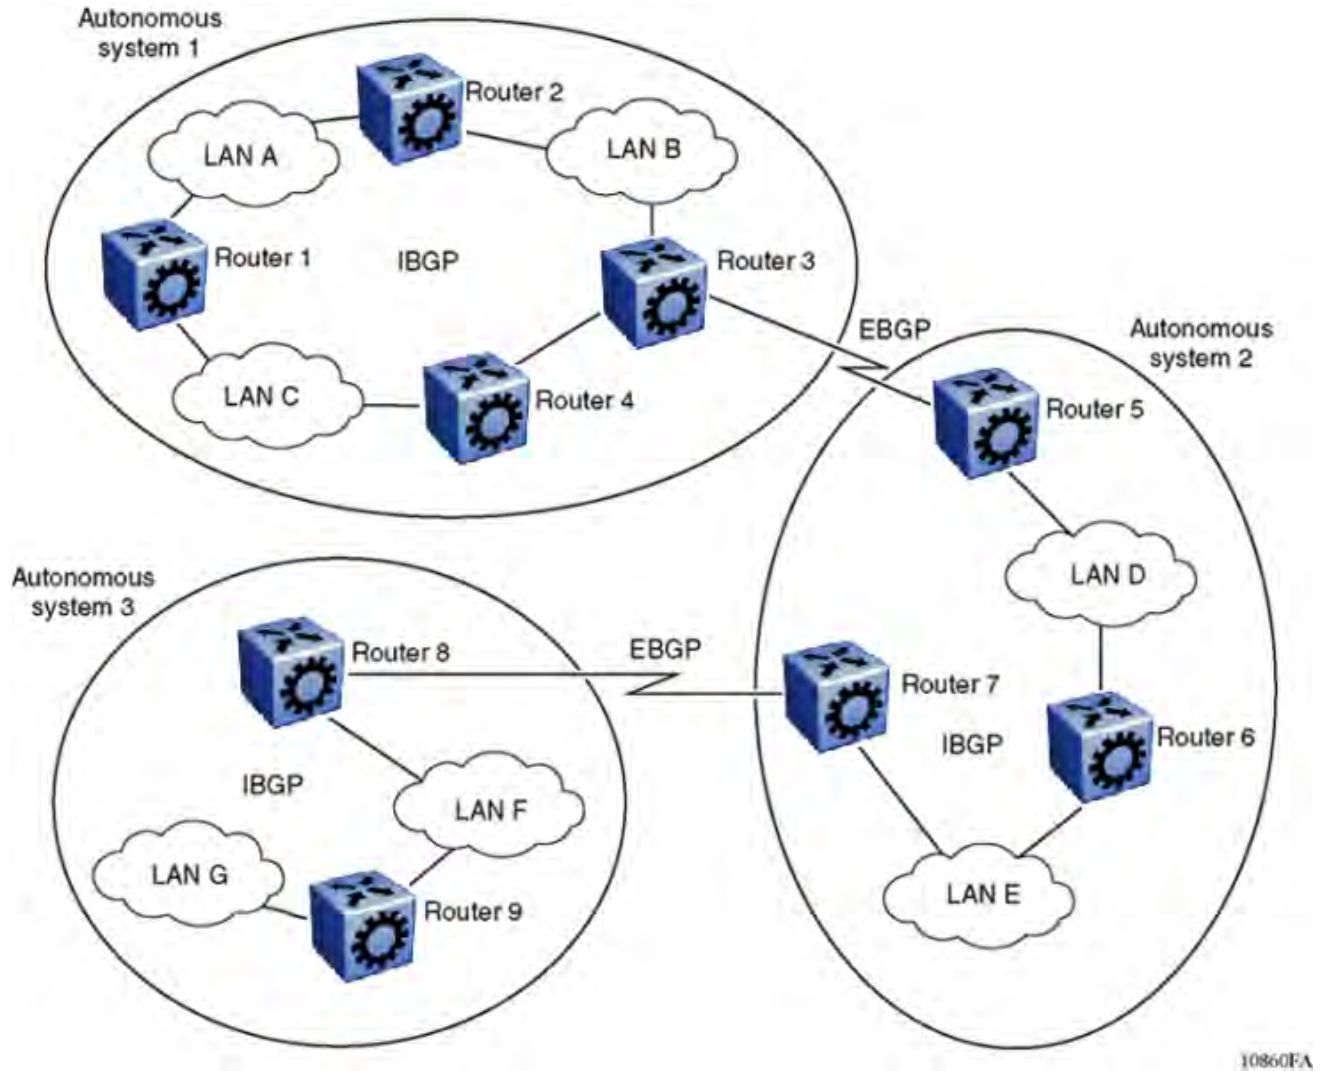 Autonomous
system 1
Router 2
LAN A
LAN B
Router 1
IBGP
Router 3
EBGP
Autonomous
system 2
LAN C
Router 4
Router 5
LAN D
Autonomous
system 3
Router 8
EBGP
Router 7
IBGP
Router 6
IBGP
LAN F
LAN G
Router 9
LAN E
10860FA